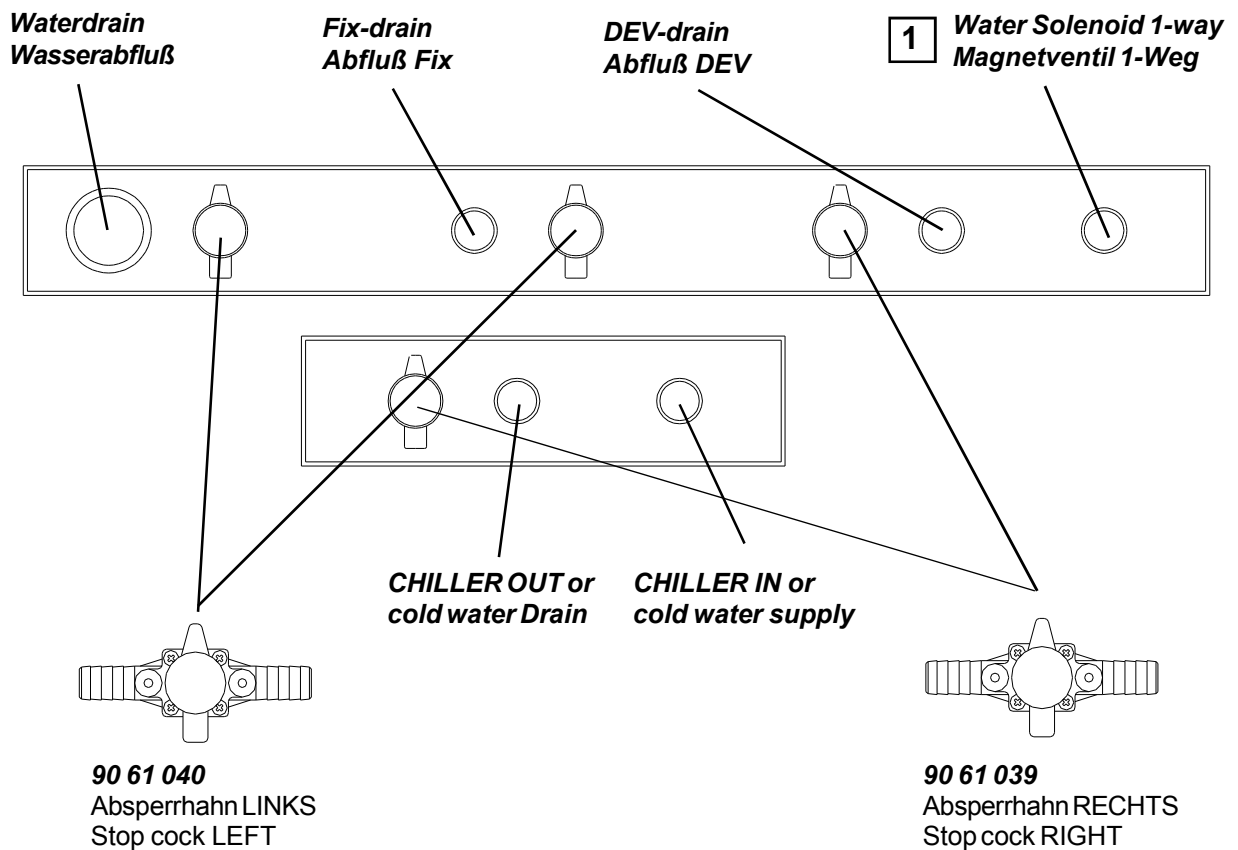 Waterdrain
Wasserabfluß
Fix-drain
Abfluß Fix
DEV-drain
Abfluß DEV
1
Water Solenoid 1-way
Magnetventil 1-Weg
CHILLER OUT or
cold water Drain
CHILLER IN or
cold water supply
90 61 040
Absperrhahn LINKS
Stop cock LEFT
90 61 039
Absperrhahn RECHTS
Stop cock RIGHT